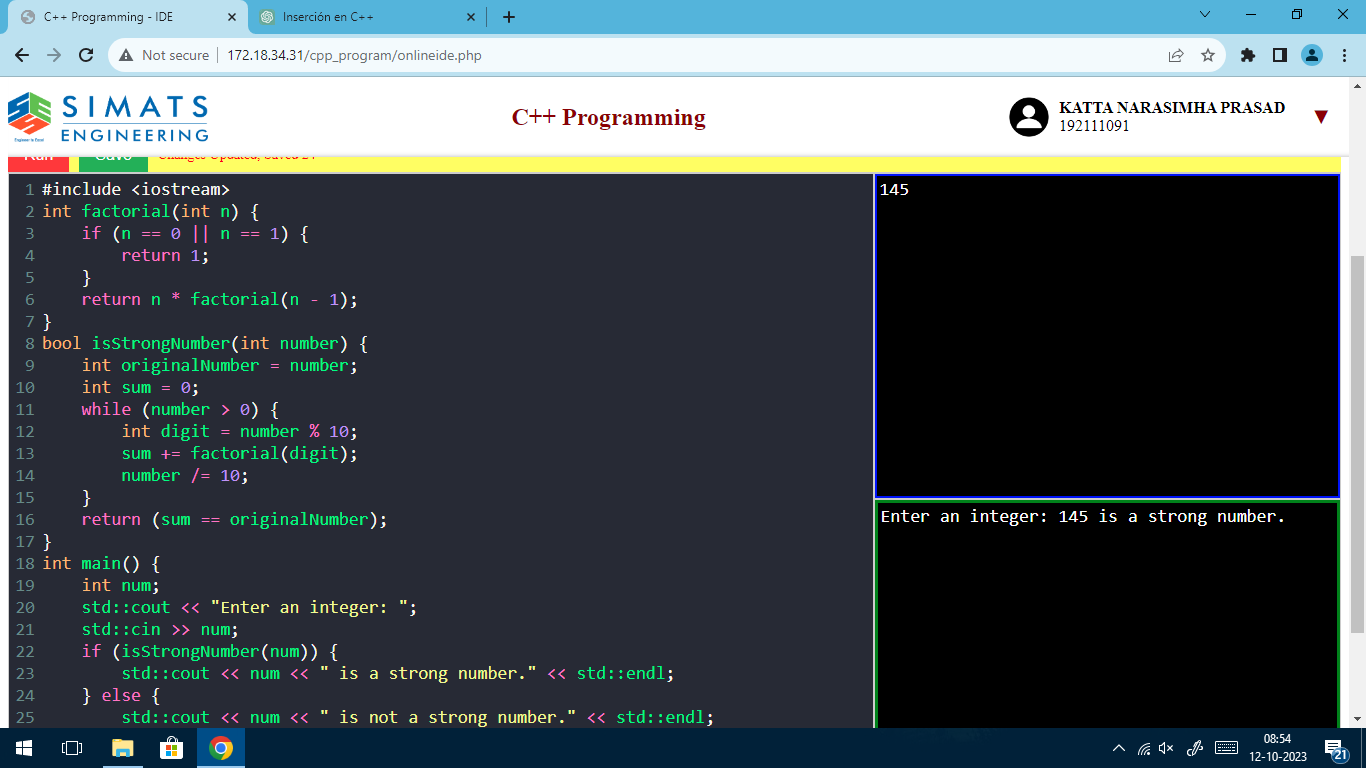 C++ Programming - IDE
Inserción en C++
Not secure
172.18.34.31/cpp_program/onlineide.php
SIMATS
ENGINEERING
Engineer to Excel
C++ Programming
KATTA NARASIMHA PRASAD
192111091
Run
Save
Changes Updated, Saved
1 #include <iostream>
2 int factorial(int n) {
3     if (n == 0 || n == 1) {
4         return 1;
5     }
6     return n * factorial(n - 1);
7 }
8 bool isStrongNumber(int number) {
9     int originalNumber = number;
10     int sum = 0;
11     while (number > 0) {
12         int digit = number % 10;
13         sum += factorial(digit);
14         number /= 10;
15     }
16     return (sum == originalNumber);
17 }
18 int main() {
19     int num;
20     std::cout << "Enter an integer: ";
21     std::cin >> num;
22     if (isStrongNumber(num)) {
23         std::cout << num << " is a strong number." << std::endl;
24     } else {
25         std::cout << num << " is not a strong number." << std::endl;
145
Enter an integer: 145 is a strong number.
08:54
12-10-2023
21